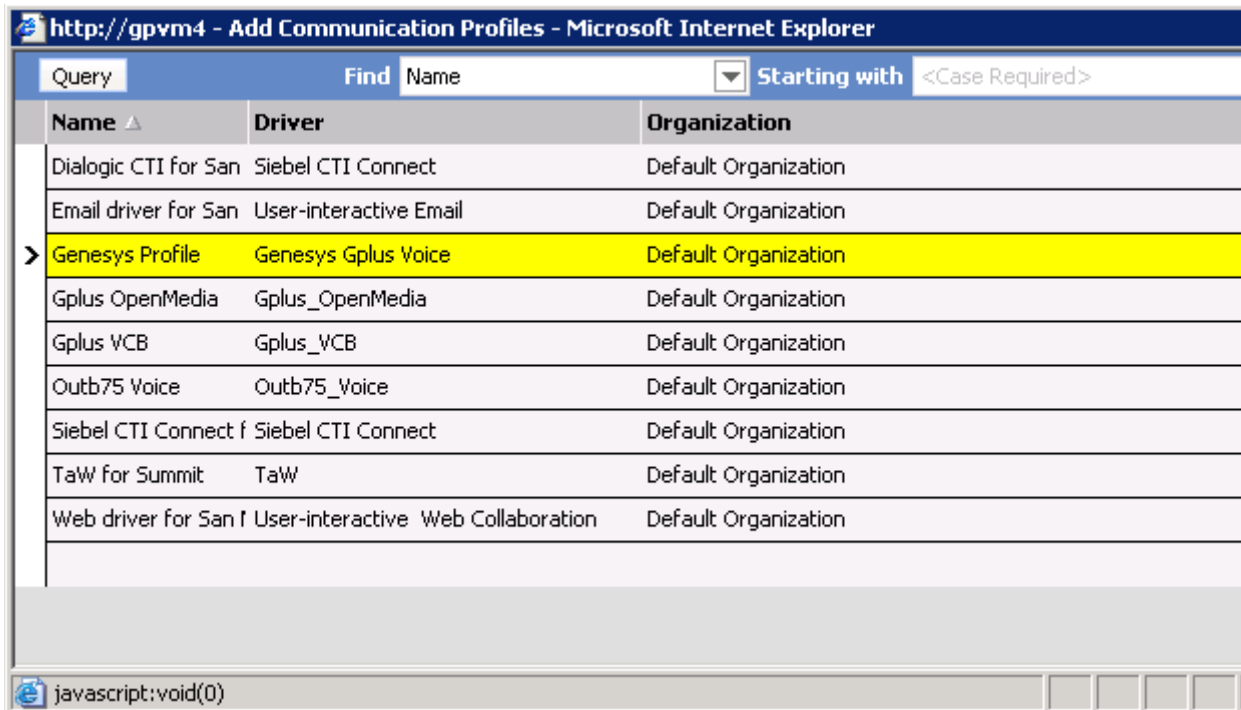 http://gpvm4 - Add Communication Profiles - Microsoft Internet Explorer
Query Find Name Starting with <Case Required>
Name Driver Organization
Dialogic CTI for San Siebel CTI Connect Default Organization
Email driver for San User-interactive Email Default Organization
Genesys Profile Genesys Gplus Voice Default Organization
Gplus OpenMedia Gplus_OpenMedia Default Organization
Gplus VCB Gplus_VCB Default Organization
Outb75 Voice Outb75_Voice Default Organization
Siebel CTI Connect f Siebel CTI Connect Default Organization
TaW for Summit TaW Default Organization
Web driver for San User-interactive Web Collaboration Default Organization
javascript:void(0)